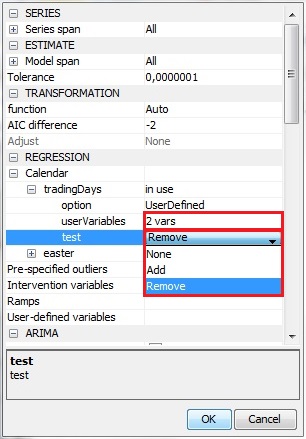 SERIES
Series span All
ESTIMATE
Model span All
Tolerance 0,0000001
TRANSFORMATION
function Auto
AIC difference -2
Adjust None
REGRESSION
Calendar
tradingDays in use
option UserDefined
userVariables 2 vars
test Remove
None
easter
Add
Pre-specified outliers
Remove
Intervention variables
Ramps
User-defined variables
ARIMA
test
test
OK Cancel